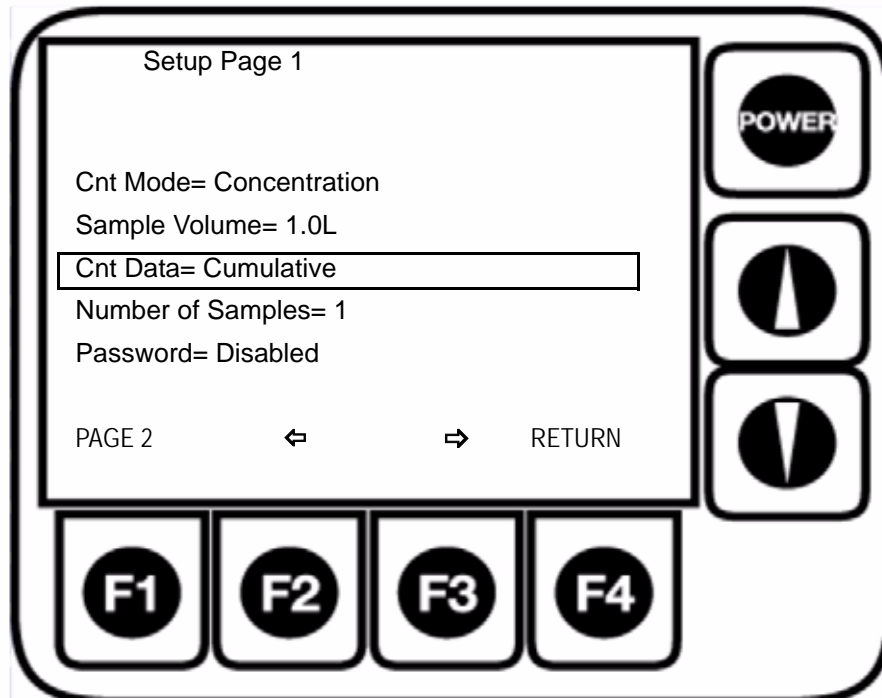 Setup Page 1
POWER
Cnt Mode= Concentration
Sample Volume= 1.0L
Cnt Data= Cumulative
Number of Samples= 1
Password= Disabled
PAGE 2 ⇦ ⇨ RETURN
F1 F2 F3 F4